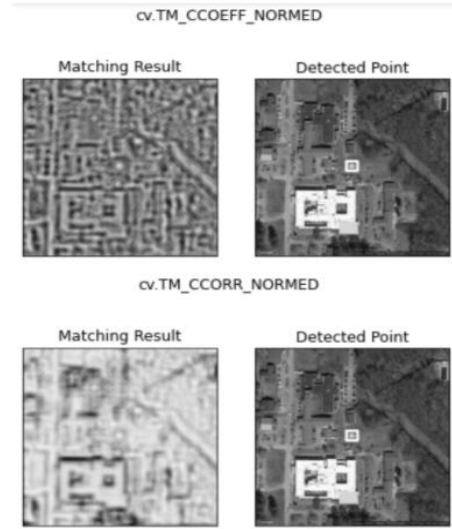 cv.TM_CCOEFF_NORMED
Matching Result
Detected Point
cv.TM_CCORR_NORMED
Matching Result
Detected Point